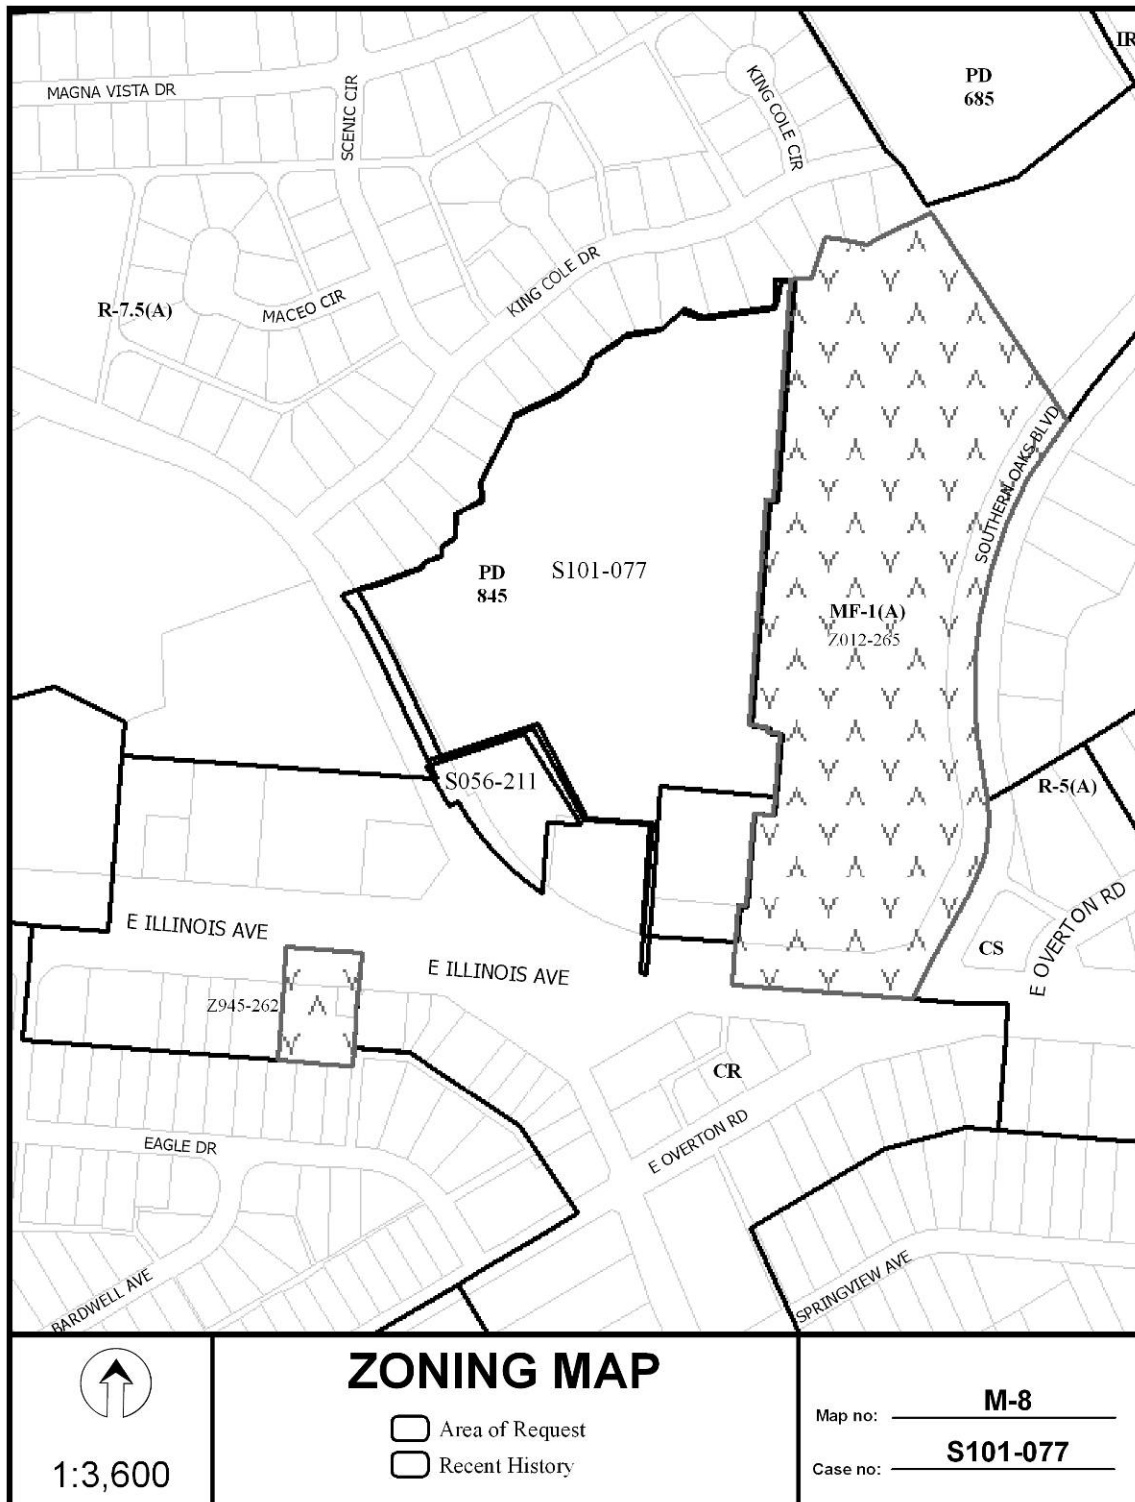 IR
PD
685
MAGNA VISTA DR
SCENIC CIR
KING COLE CIR
KING COLE DR
R-7.5(A)
MACEO CIR
SOUTHERN OAKS BLVD
PD
845
S101-077
MF-1(A)
Z012-265
S056-211
R-5(A)
E ILLINOIS AVE
E ILLINOIS AVE
E OVERTON RD
CS
Z945-262
CR
E OVERTON RD
EAGLE DR
BARDWELL AVE
SPRINGVIEW AVE
1:3,600
ZONING MAP
Area of Request
Recent History
Map no: M-8
Case no: S101-077